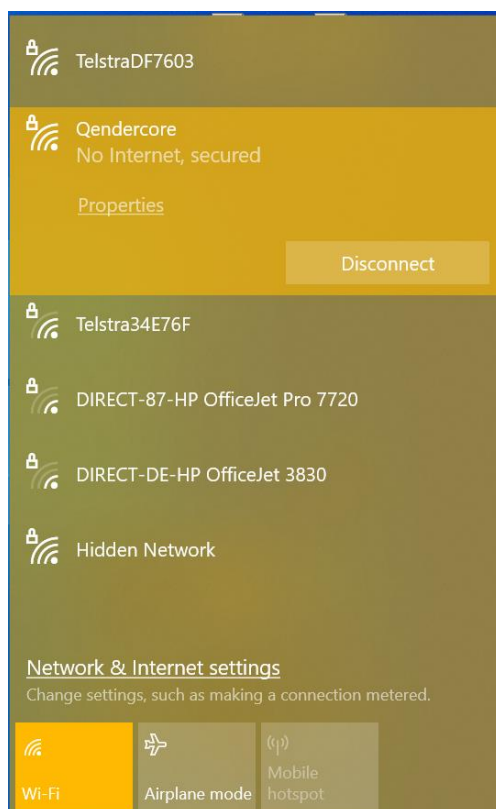 TelstraDF7603
Qendercore
No Internet, secured
Properties
Disconnect
Telstra34E76F
DIRECT-87-HP OfficeJet Pro 7720
DIRECT-DE-HP OfficeJet 3830
Hidden Network
Network & Internet settings
Change settings, such as making a connection metered.
Wi-Fi
Airplane mode
Mobile
hotspot